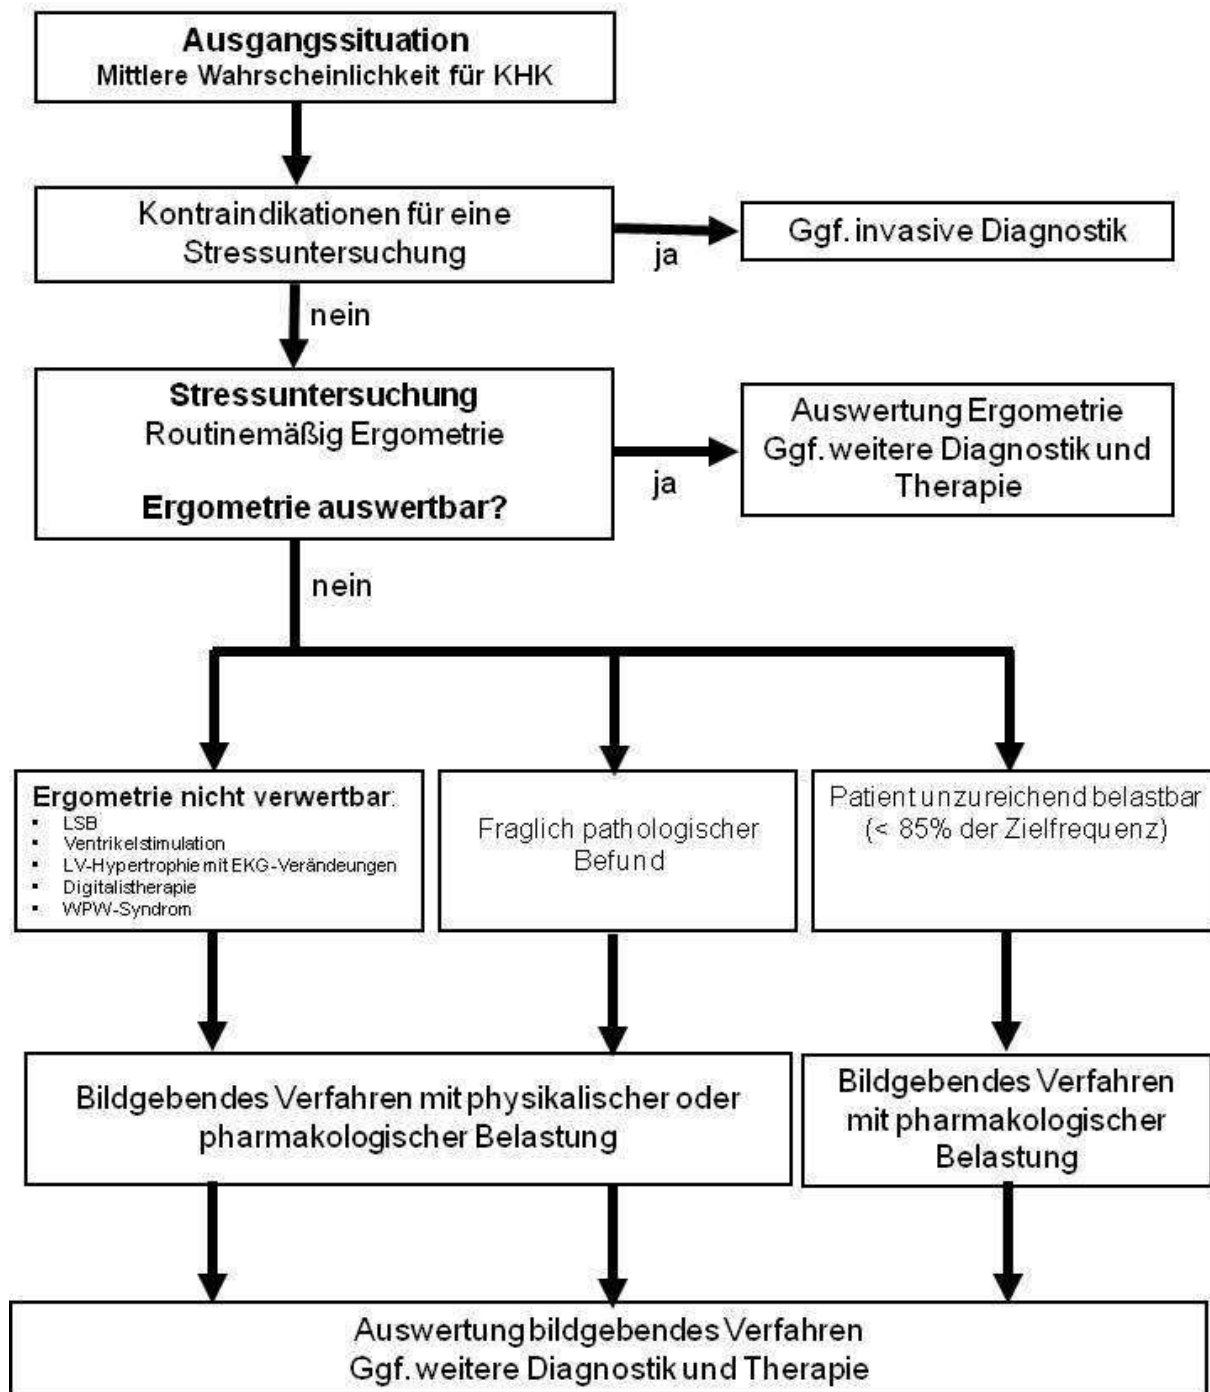 Ausgangssituation
Mittlere Wahrscheinlichkeit für KHK
Kontraindikationen für eine
Stressuntersuchung
ja
Ggf. invasive Diagnostik
nein
Stressuntersuchung
Routinemäßig Ergometrie
Ergometrie auswertbar?
ja
Auswertung Ergometrie
Ggf. weitere Diagnostik und
Therapie
nein
Ergometrie nicht verwertbar:
▪ LSB
▪ Ventrikelstimulation
▪ LV-Hypertrophie mit EKG-Verändeungen
▪ Digitalistherapie
▪ WPW-Syndrom
Fraglich pathologischer
Befund
Patient unzureichend belastbar
(< 85% der Zielfrequenz)
Bildgebendes Verfahren mit physikalischer oder
pharmakologischer Belastung
Bildgebendes Verfahren
mit pharmakologischer
Belastung
Auswertung bildgebendes Verfahren
Ggf. weitere Diagnostik und Therapie